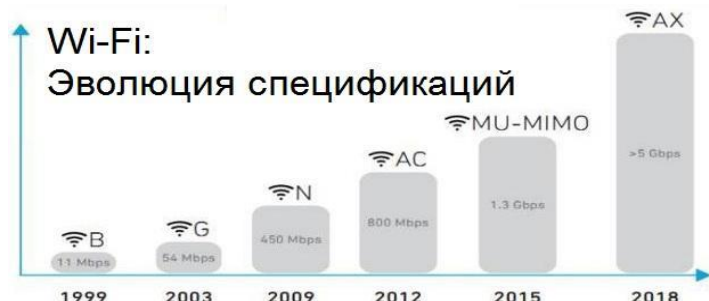 Wi-Fi:
Эволюция спецификаций
B
11 Mbps
G
54 Mbps
N
450 Mbps
AC
800 Mbps
MU-MIMO
1.3 Gbps
AX
>5 Gbps
1999 2003 2009 2012 2015 2018